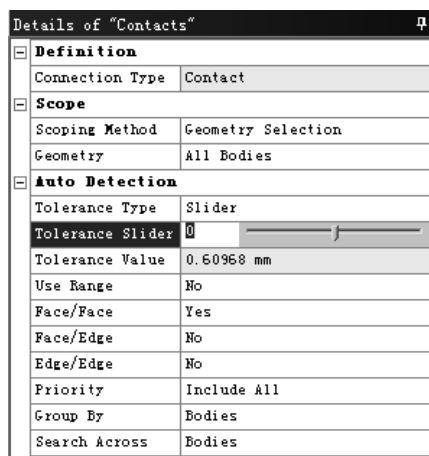 Details of "Contacts"
Definition
Connection Type Contact
Scope
Scoping Method Geometry Selection
Geometry All Bodies
Auto Detection
Tolerance Type Slider
Tolerance Slider 0
Tolerance Value 0.60968 mm
Use Range No
Face/Face Yes
Face/Edge No
Edge/Edge No
Priority Include All
Group By Bodies
Search Across Bodies